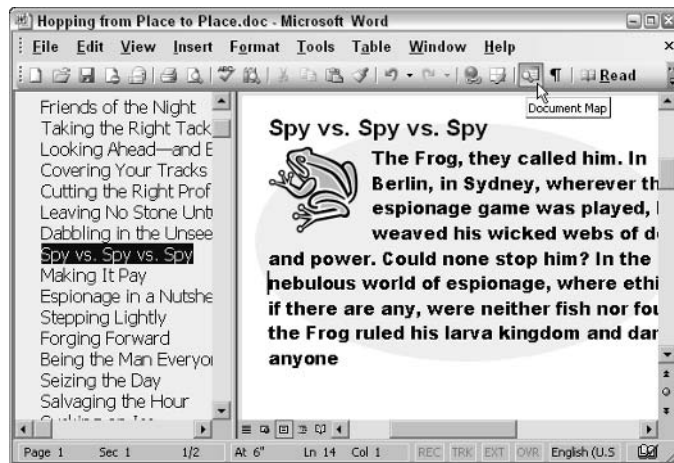 Hopping from Place to Place.doc - Microsoft Word
File Edit View Insert Format Tools Table Window Help
Read
Document Map
Friends of the Night
Taking the Right Tack
Looking Ahead—and E
Covering Your Tracks
Cutting the Right Prof
Leaving No Stone Unt
Dabbling in the Unsee
Spy vs. Spy vs. Spy
Making It Pay
Espionage in a Nutshe
Stepping Lightly
Forging Forward
Being the Man Everyo
Seizing the Day
Salvaging the Hour
Spy vs. Spy vs. Spy
The Frog, they called him. In
Berlin, in Sydney, wherever th
espionage game was played,
weaved his wicked webs of d
and power. Could none stop him? In the
nebulous world of espionage, where ethi
if there are any, were neither fish nor fou
the Frog ruled his larva kingdom and dar
anyone
Page 1 Sec 1 1/2 At 6" Ln 14 Col 1 REC TRK EXT OVR English (U.S